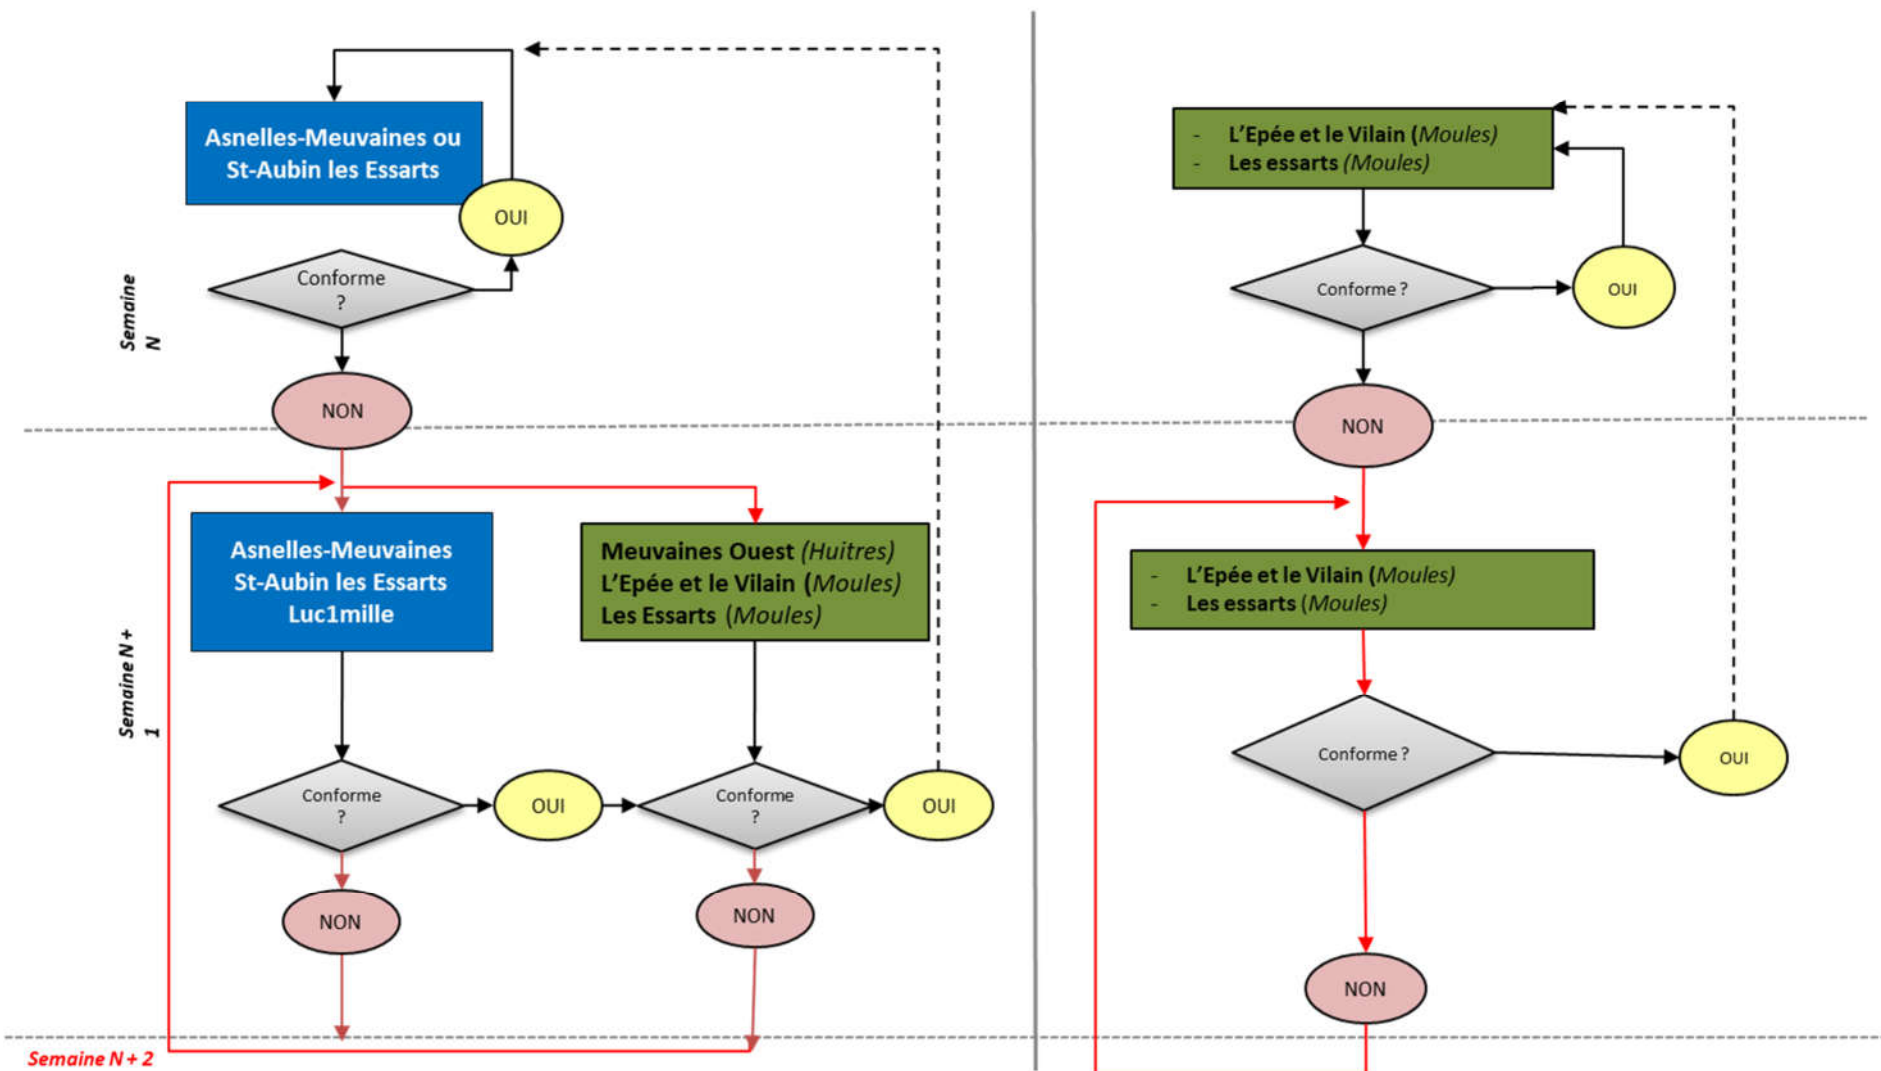 Asnelles-Meuvaines ou
St-Aubin les Essarts
OUI
Conforme
?
NON
Semaine
N
- L'Epée et le Vilain (Moules)
- Les essarts (Moules)
Conforme ?
OUI
NON
Asnelles-Meuvaines
St-Aubin les Essarts
Luc1mille
Meuvaines Ouest (Huitres)
L'Epée et le Vilain (Moules)
Les Essarts (Moules)
Semaine N +
1
Conforme
?
OUI
Conforme
?
OUI
NON
NON
- L'Epée et le Vilain (Moules)
- Les essarts (Moules)
Conforme ?
OUI
NON
Semaine N + 2